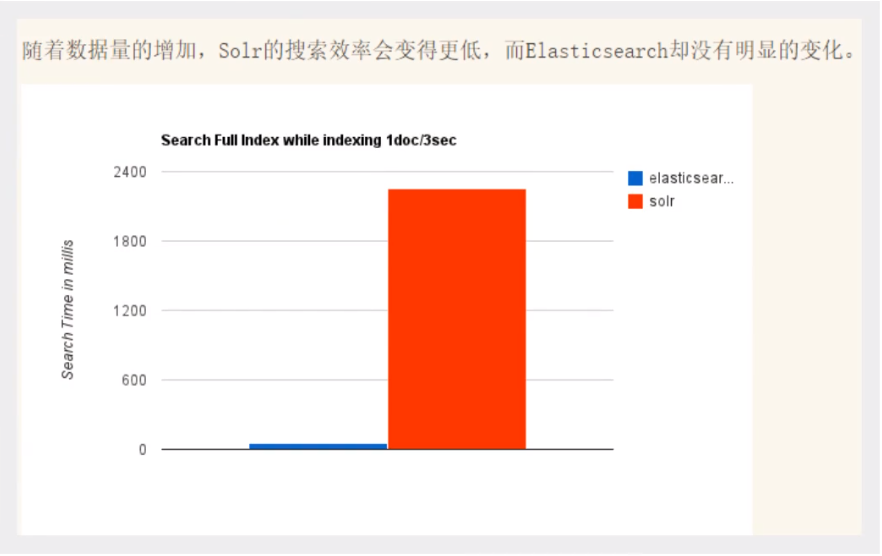 随着数据量的增加，Solr的搜索效率会变得更低，而Elasticsearch却没有明显的变化。
Search Full Index while indexing 1doc/3sec
2400
1800
1200
600
0
Search Time in millis
elasticsear...
solr